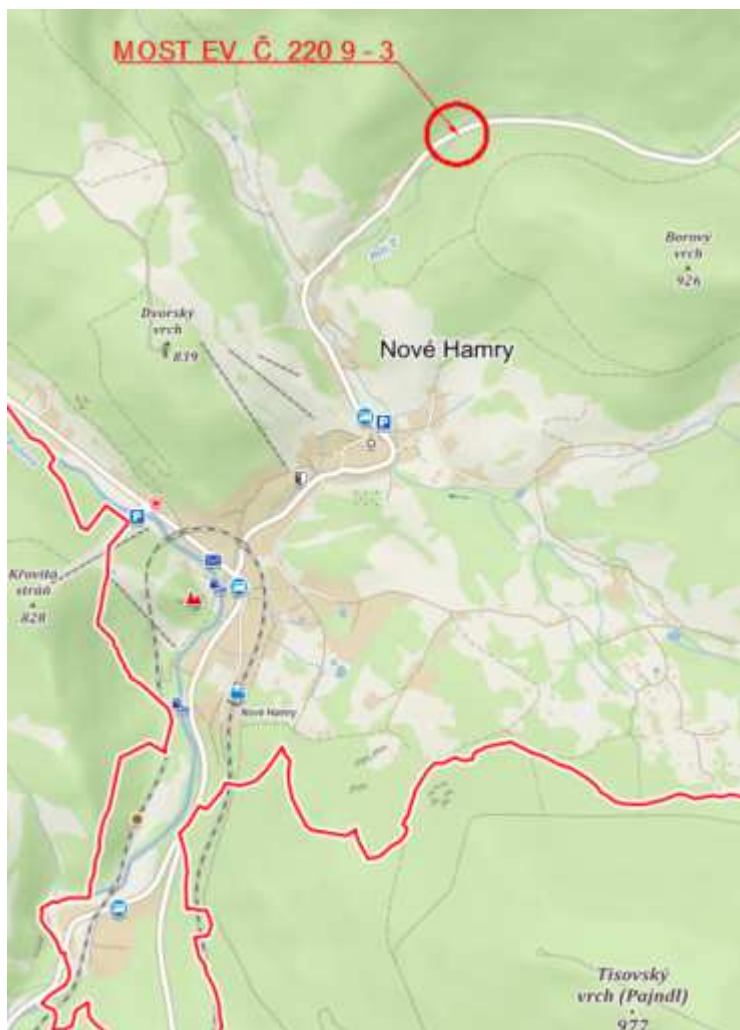 MOST EV. Č. 220 9 - 3
Borový
vrch
926
Dvorský
vrch
839
Nové Hamry
P
P
Křovitá
stráň
828
Nové Hamry
Tisovský
vrch (Pajndl)
977